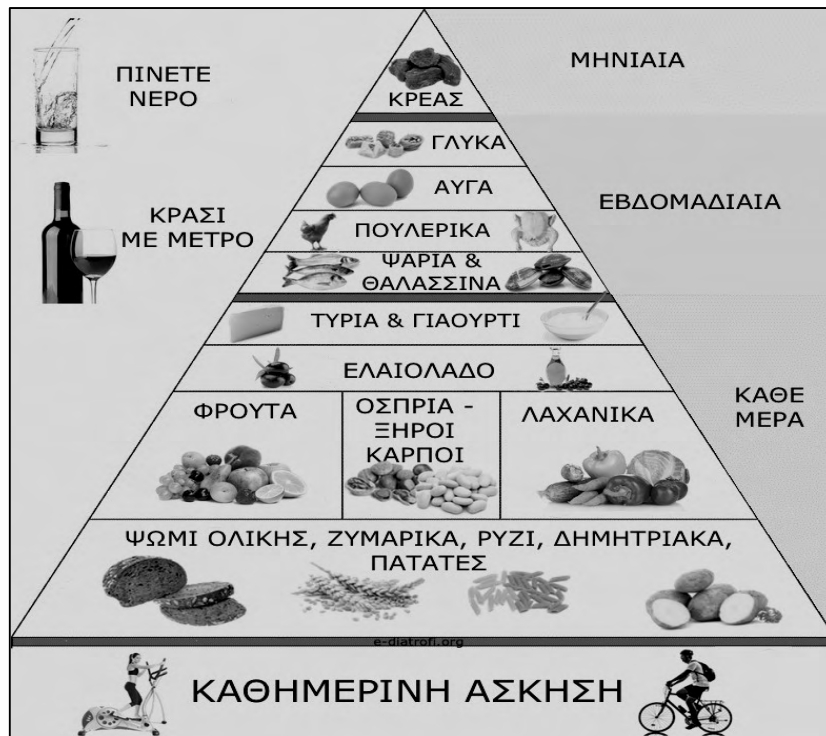 ΠΙΝΕΤΕ
ΝΕΡΟ
ΚΡΑΣΙ
ΜΕ ΜΕΤΡΟ
ΚΡΕΑΣ
ΜΗΝΙΑΙΑ
ΓΛΥΚΑ
ΑΥΓΑ
ΠΟΥΛΕΡΙΚΑ
ΨΑΡΙΑ &
ΘΑΛΑΣΣΙΝΑ
ΕΒΔΟΜΑΔΙΑΙΑ
ΤΥΡΙΑ & ΓΙΑΟΥΡΤΙ
ΕΛΑΙΟΛΑΔΟ
ΦΡΟΥΤΑ
ΟΣΠΡΙΑ -
ΞΗΡΟΙ
ΚΑΡΠΟΙ
ΛΑΧΑΝΙΚΑ
ΚΑΘΕ
ΜΕΡΑ
ΨΩΜΙ ΟΛΙΚΗΣ, ΖΥΜΑΡΙΚΑ, ΡΥΖΙ, ΔΗΜΗΤΡΙΑΚΑ,
ΠΑΤΑΤΕΣ
e-diatrofi.org
ΚΑΘΗΜΕΡΙΝΗ ΑΣΚΗΣΗ